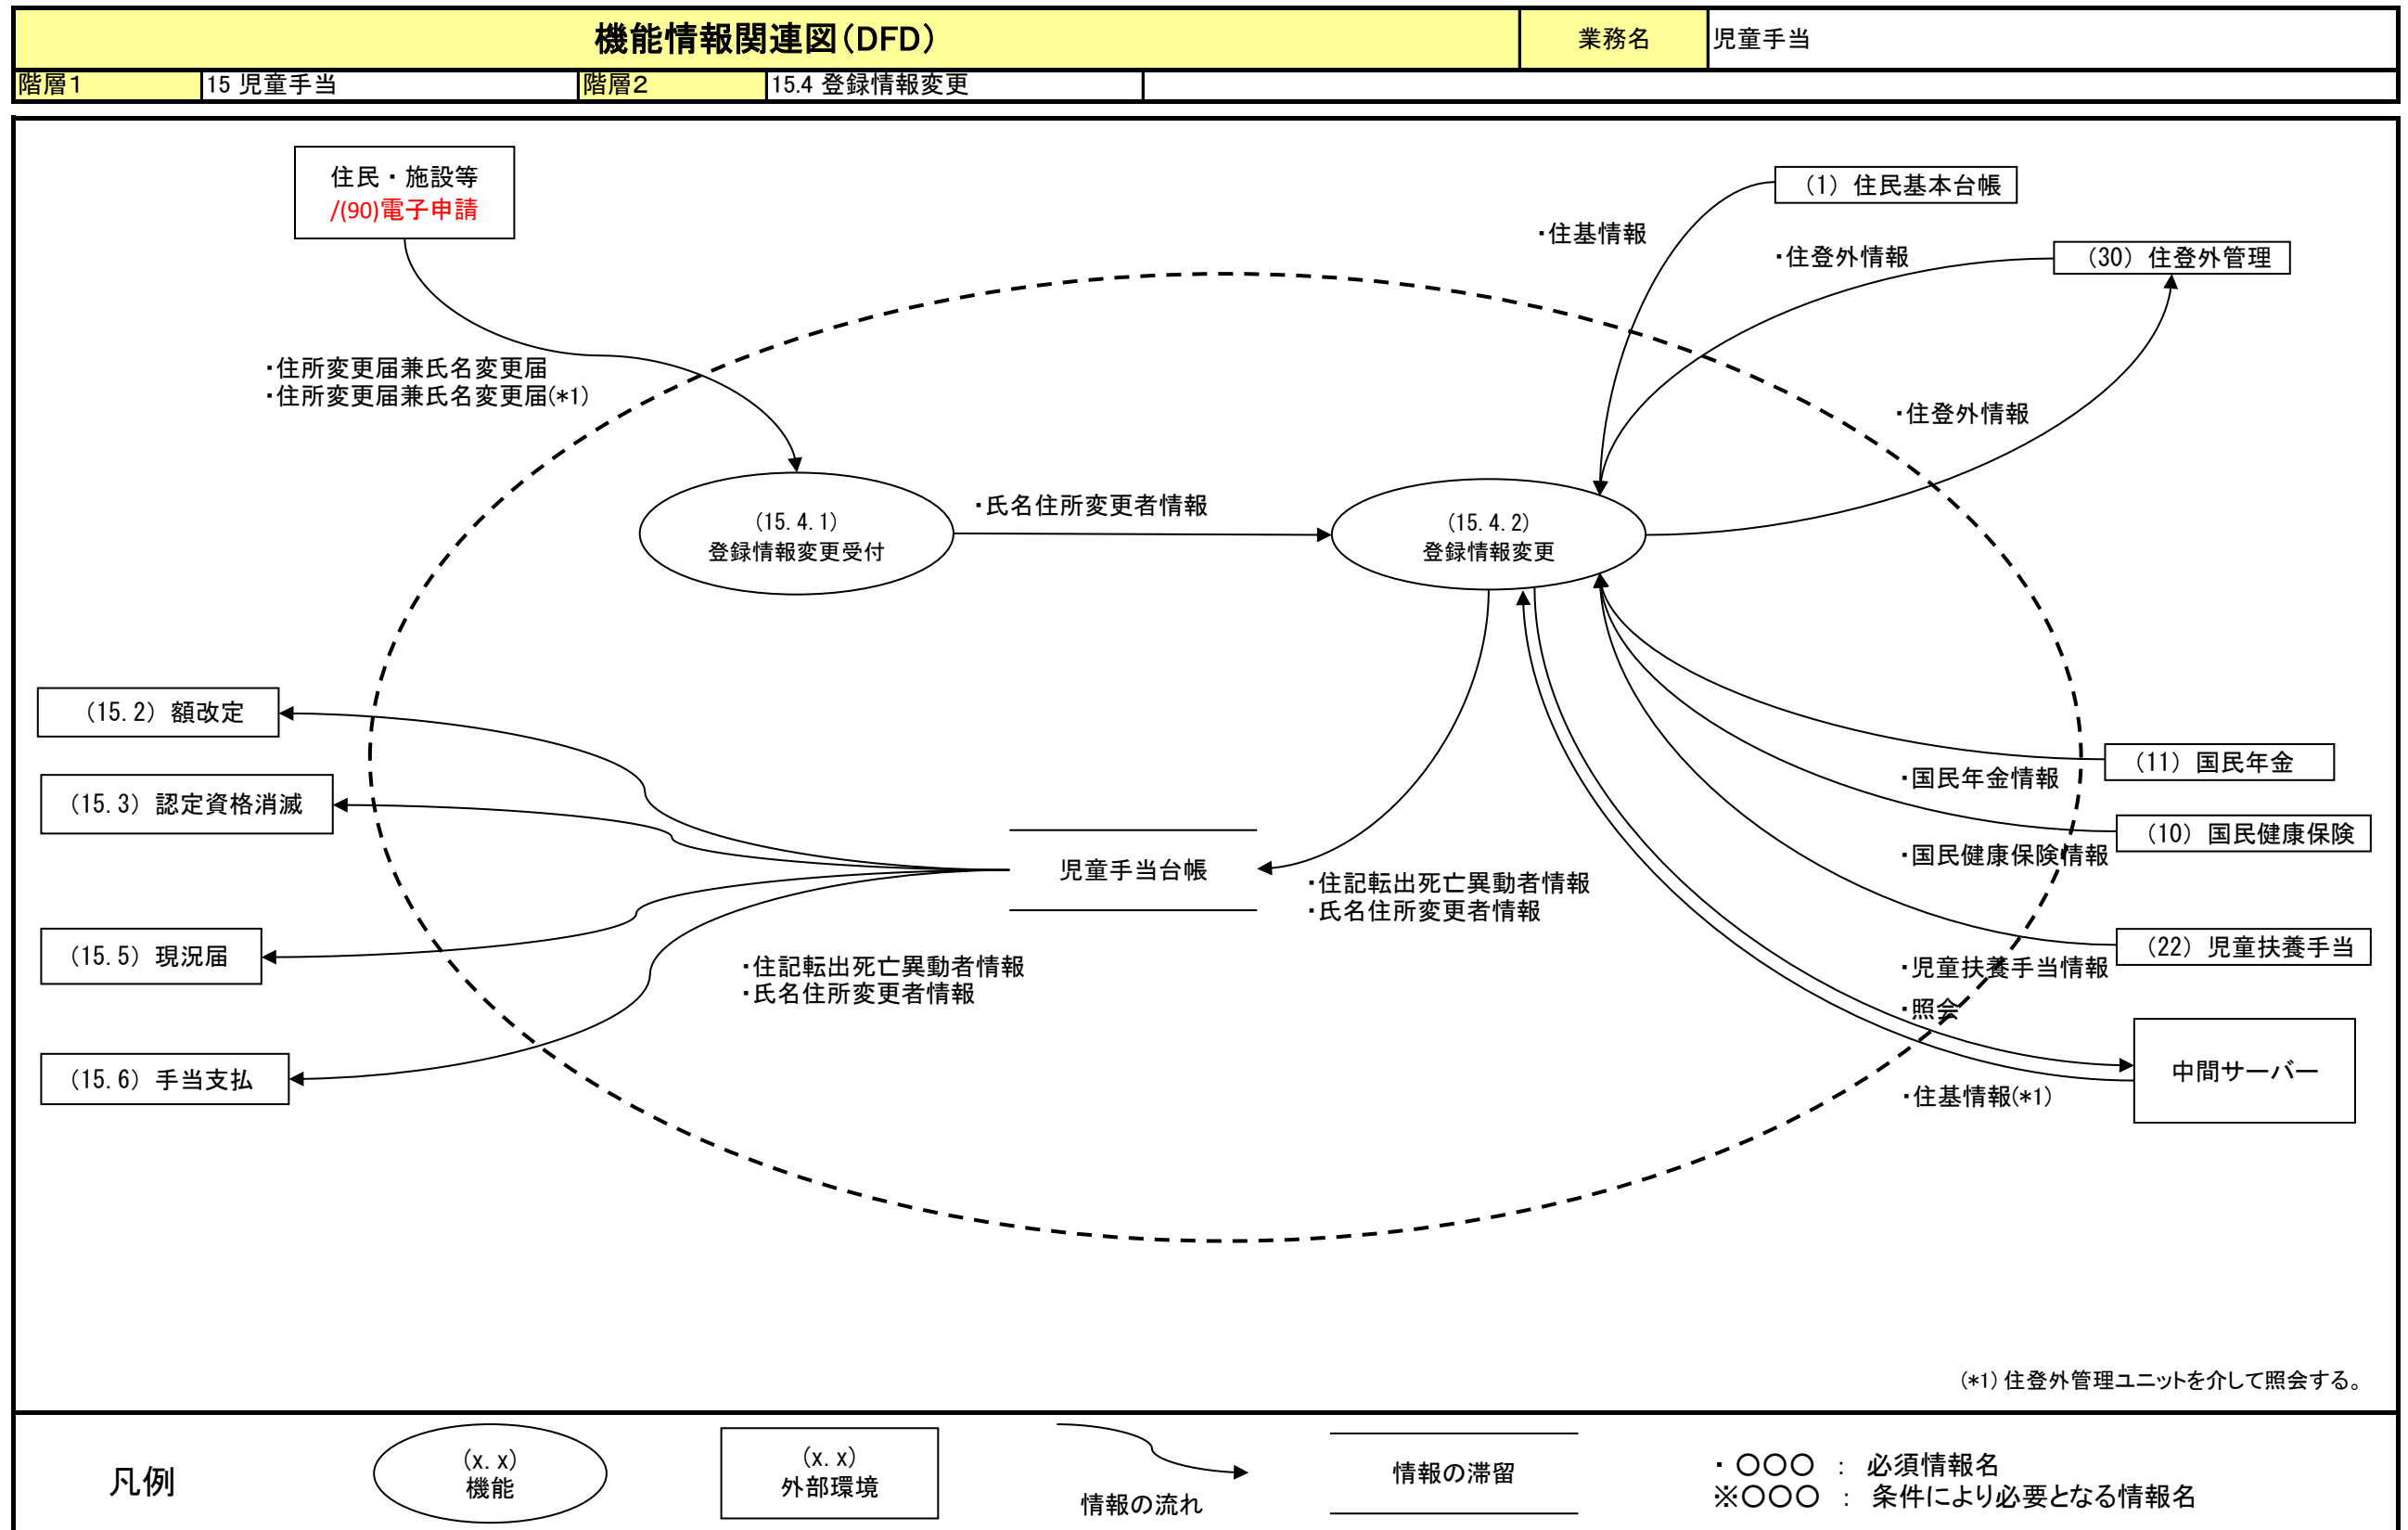 機能情報関連図（DFD）
業務名
児童手当
階層１
15 児童手当
階層２
15.4 登録情報変更
住民・施設等
/(90)電子申請
（1）住民基本台帳
・住基情報
・住登外情報
（30）住登外管理
・住所変更届兼氏名変更届
・住所変更届兼氏名変更届(*1)
・住登外情報
（15.4.1）
登録情報変更受付
・氏名住所変更者情報
（15.4.2）
登録情報変更
（15.2）額改定
（15.3）認定資格消滅
（15.5）現況届
（15.6）手当支払
児童手当台帳
・住記転出死亡異動者情報
・氏名住所変更者情報
・住記転出死亡異動者情報
・氏名住所変更者情報
（11）国民年金
・国民年金情報
（10）国民健康保険
・国民健康保険情報
（22）児童扶養手当
・児童扶養手当情報
・照会
中間サーバー
・住基情報(*1)
(*1)住登外管理ユニットを介して照会する。
凡例
（x.x）
機能
（x.x）
外部環境
情報の流れ
情報の滞留
・ 〇〇〇 ： 必須情報名
※〇〇〇 ： 条件により必要となる情報名